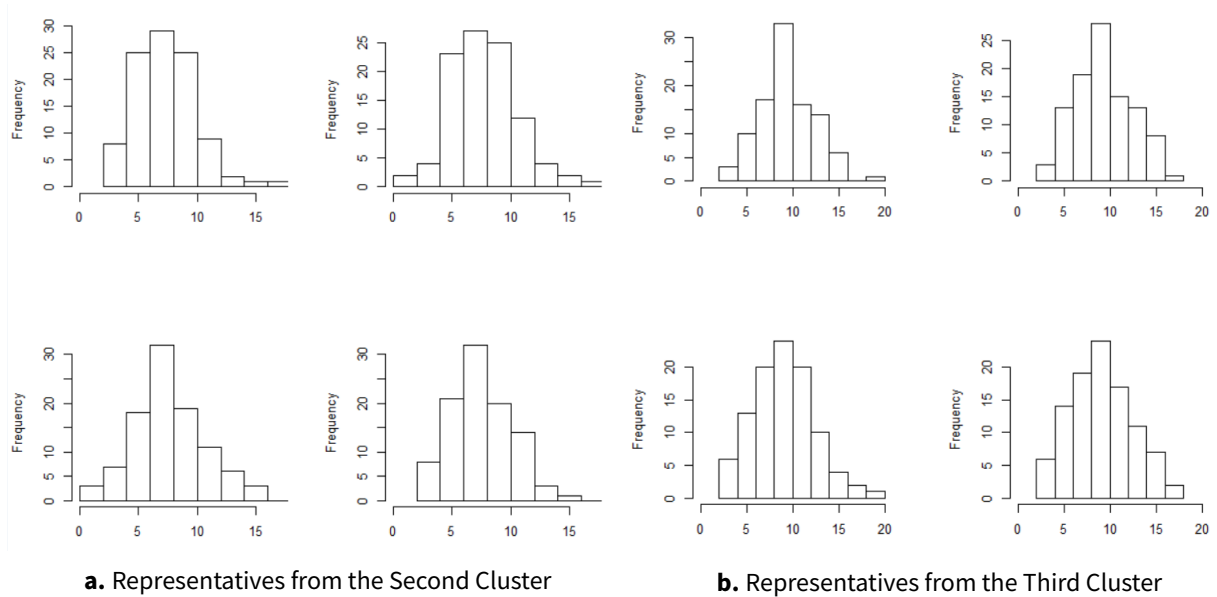 Frequency
0 5 10 15 20 25 30
0 5 10 15
Frequency
0 5 10 15 20 25
0 5 10 15
Frequency
0 5 10 20 30
0 5 10 15 20
Frequency
0 5 10 15 20 25
0 5 10 15 20
Frequency
0 5 10 20 30
0 5 10 15
Frequency
0 5 10 20 30
0 5 10 15
Frequency
0 5 10 15 20
0 5 10 15 20
Frequency
0 5 10 15 20
0 5 10 15 20
a. Representatives from the Second Cluster
b. Representatives from the Third Cluster